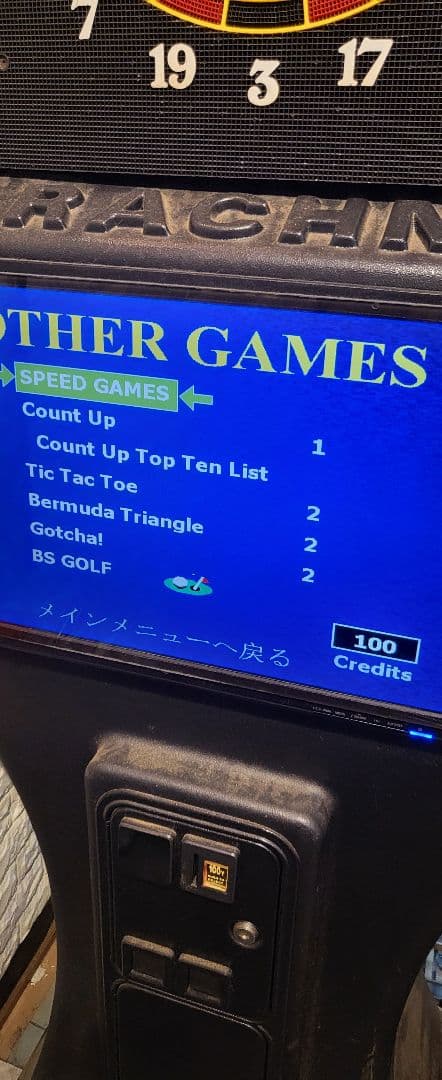 7
19
3
17
RACHN
OTHER GAMES
SPEED GAMES
Count Up 1
Count Up Top Ten List
Tic Tac Toe 2
Bermuda Triangle 2
Gotcha! 2
BS GOLF
メインメニューへ戻る
100
Credits
100Y